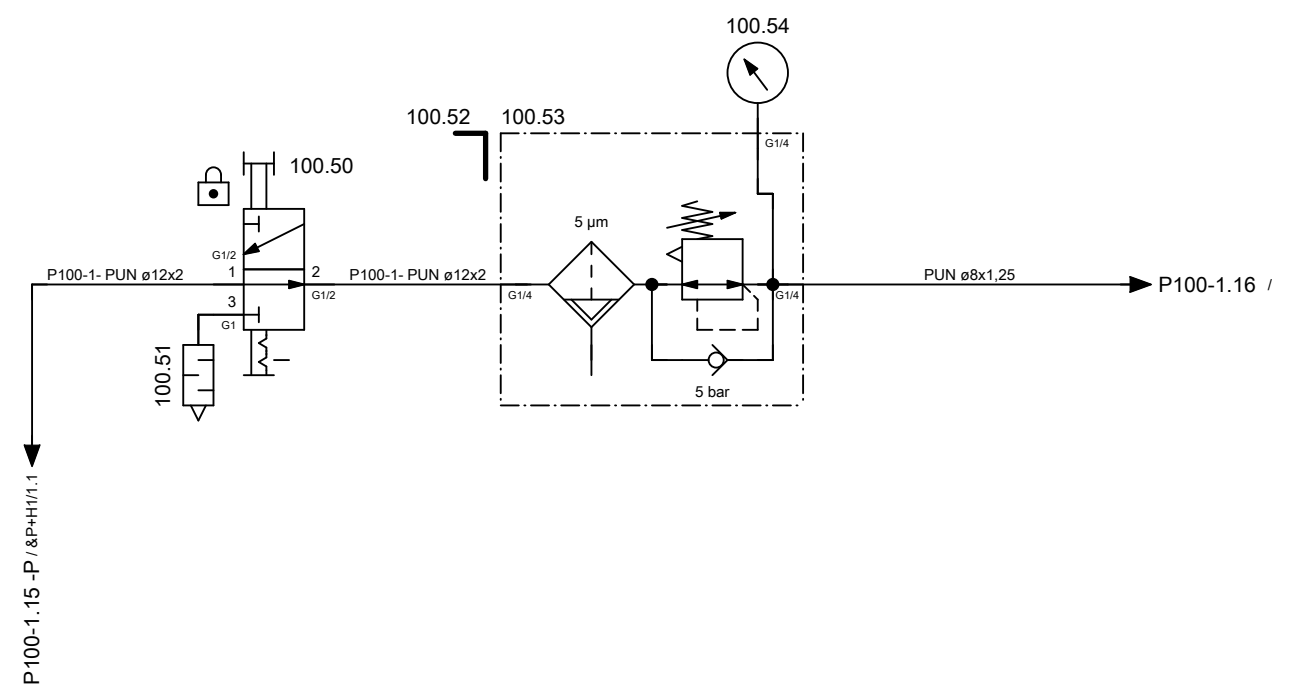 100.54
100.52
100.53
G1/4
100.50
5 µm
G1/2
P100-1- PUN ø12x2
1
2
P100-1- PUN ø12x2
G1/4
G1/4
PUN ø8x1,25
P100-1.16 /
G1/2
3
G1
100.51
5 bar
P100-1.15 -P / &P+H1/1.1